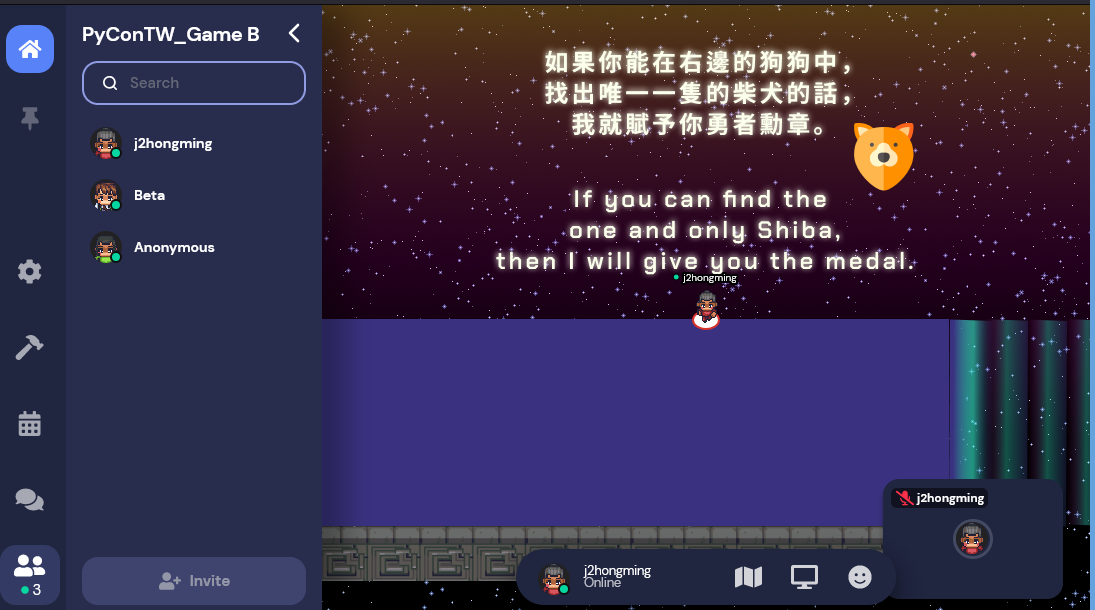 PyConTW_Game B
Search
j2hongming
Beta
Anonymous
3
Invite
如果你能在右邊的狗狗中，
找出唯一一隻的柴犬的話，
我就賦予你勇者勳章。
If you can find the
one and only Shiba,
then I will give you the medal.
j2hongming
j2hongming
j2hongming
Online